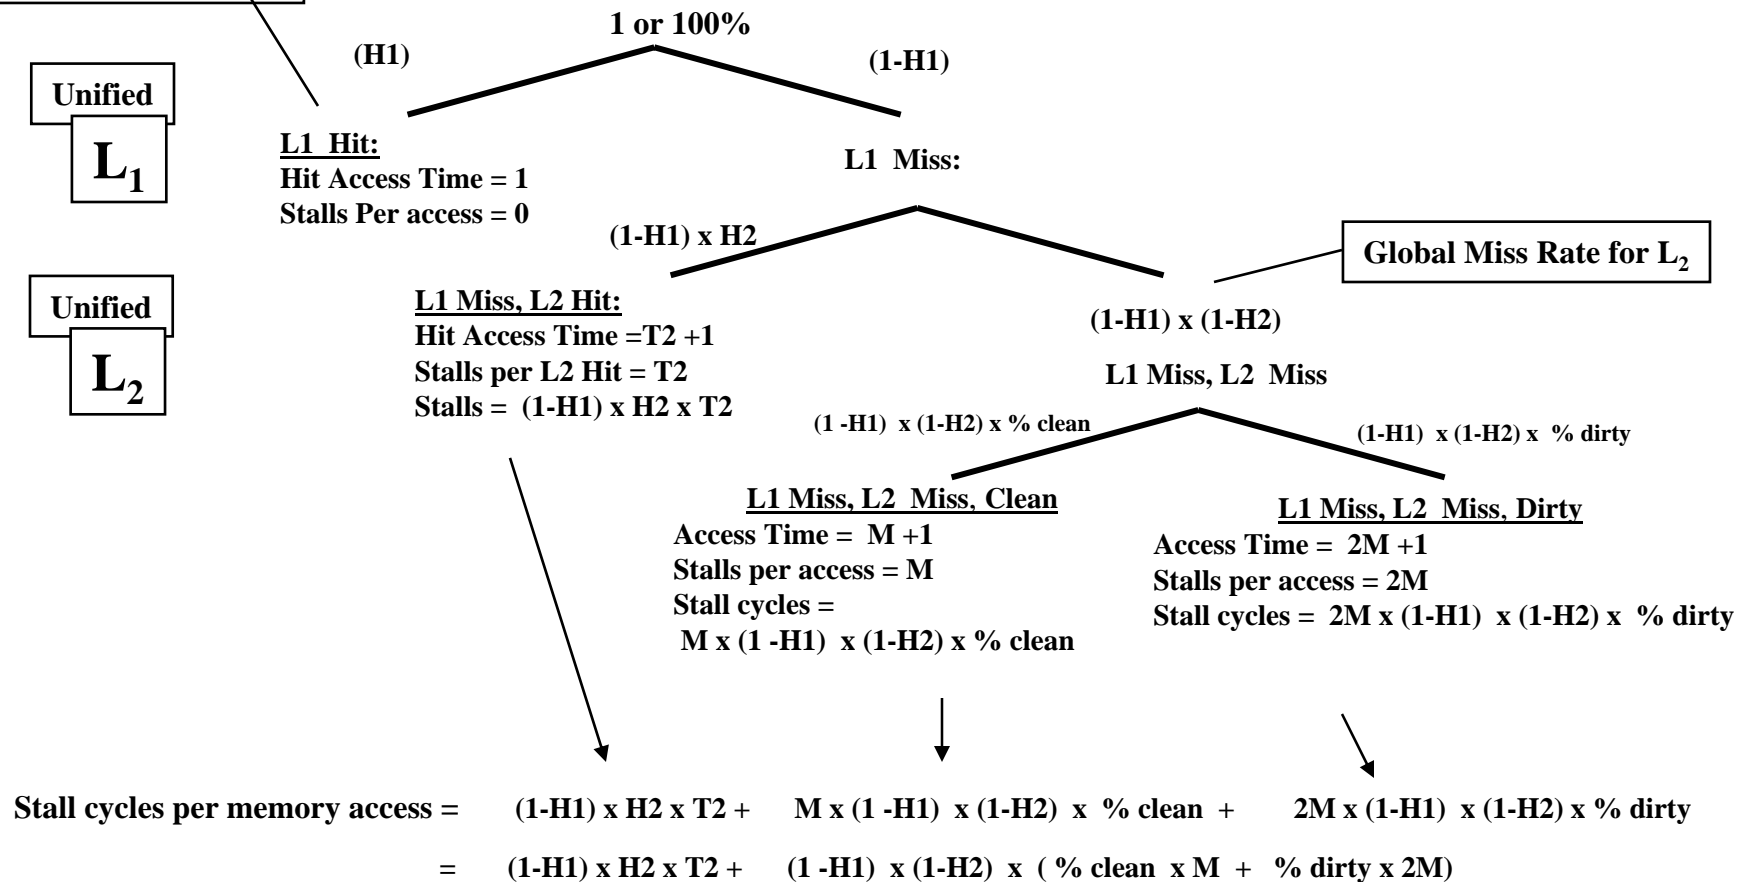 1 or 100%
(H1)
(1-H1)
Unified
L1
L1 Hit:
Hit Access Time = 1
Stalls Per access = 0
L1 Miss:
(1-H1) x H2
Global Miss Rate for L2
Unified
L2
L1 Miss, L2 Hit:
Hit Access Time =T2 +1
Stalls per L2 Hit = T2
Stalls = (1-H1) x H2 x T2
(1-H1) x (1-H2)
L1 Miss, L2 Miss
(1 -H1) x (1-H2) x % clean
(1-H1) x (1-H2) x % dirty
L1 Miss, L2 Miss, Clean
Access Time = M +1
Stalls per access = M
Stall cycles =
M x (1 -H1) x (1-H2) x % clean
L1 Miss, L2 Miss, Dirty
Access Time = 2M +1
Stalls per access = 2M
Stall cycles = 2M x (1-H1) x (1-H2) x % dirty
Stall cycles per memory access = (1-H1) x H2 x T2 + M x (1 -H1) x (1-H2) x % clean + 2M x (1-H1) x (1-H2) x % dirty
= (1-H1) x H2 x T2 + (1 -H1) x (1-H2) x ( % clean x M + % dirty x 2M)